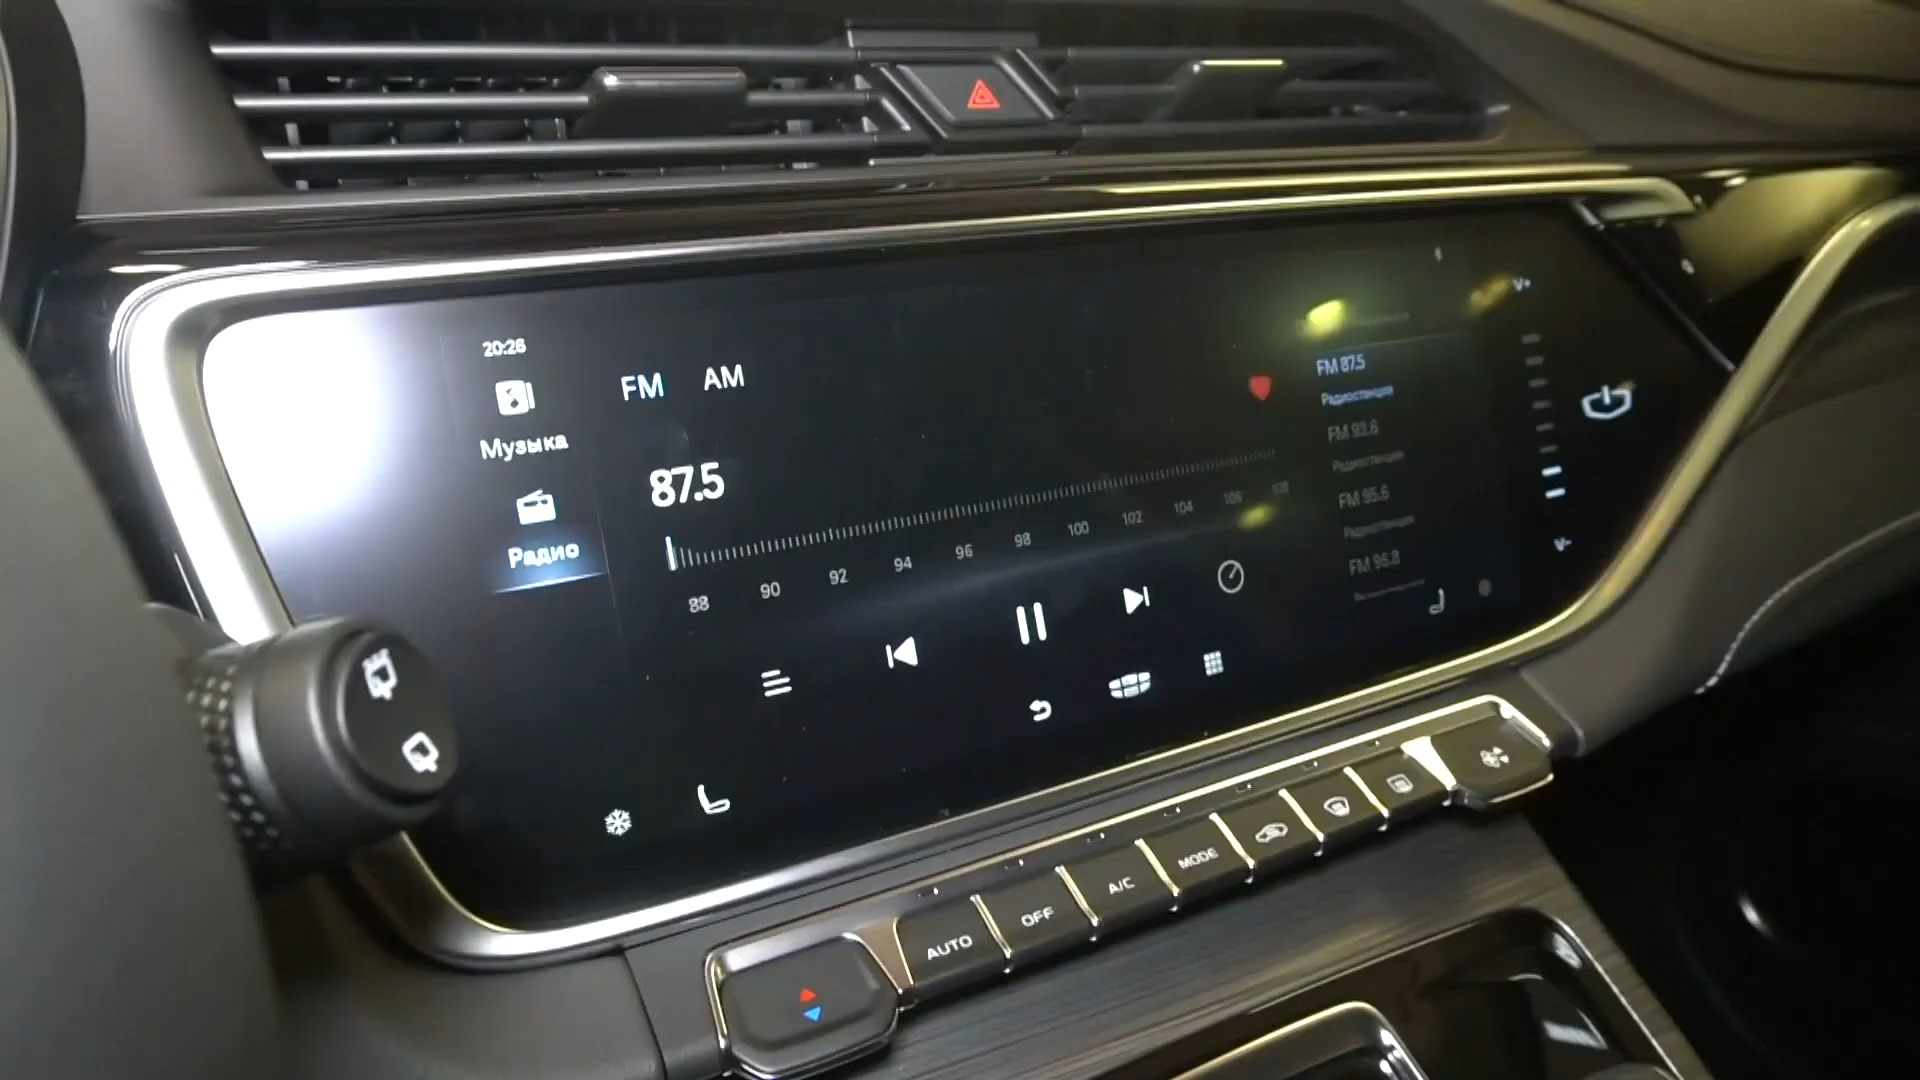 20:26
Музыка
Радио
FM AM
87.5
88 90 92 94 96 98 100 102 104 106 108
FM 87.5
Радиостанция
FM 93.6
Радиостанция
FM 95.6
Радиостанция
FM 96.8
V+
V-
AUTO
OFF
A/C
MODE